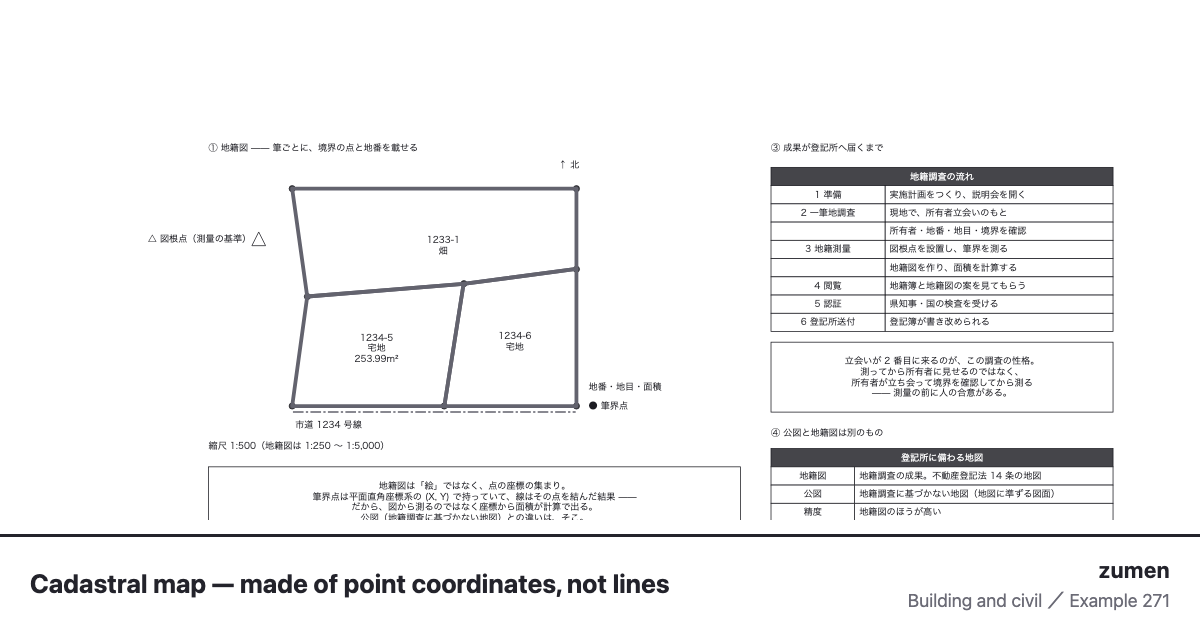 ① 地籍図 —— 筆ごとに、境界の点と地番を載せる
↑ 北
△ 図根点（測量の基準）
1233-1
畑
1234-5
宅地
253.99m²
1234-6
宅地
地番・地目・面積
● 筆界点
市道 1234 号線
縮尺 1:500（地籍図は 1:250 〜 1:5,000）
地籍図は「絵」ではなく、点の座標の集まり。
筆界点は平面直角座標系の (X, Y) で持っていて、線はその点を結んだ結果 ——
だから、図から測るのではなく座標から面積が計算で出る。
公図（地籍調査に基づかない地図）との違いは、そこ。
③ 成果が登記所へ届くまで
地籍調査の流れ
1 準備 実施計画をつくり、説明会を開く
2 一筆地調査 現地で、所有者立会いのもと
所有者・地番・地目・境界を確認
3 地籍測量 図根点を設置し、筆界を測る
地籍図を作り、面積を計算する
4 閲覧 地籍簿と地籍図の案を見てもらう
5 認証 県知事・国の検査を受ける
6 登記所送付 登記簿が書き改められる
立会いが 2 番目に来るのが、この調査の性格。
測ってから所有者に見せるのではなく、
所有者が立ち会って境界を確認してから測る
—— 測量の前に人の合意がある。
④ 公図と地籍図は別のもの
登記所に備わる地図
地籍図 地籍調査の成果。不動産登記法 14 条の地図
公図 地籍調査に基づかない地図（地図に準ずる図面）
精度 地籍図のほうが高い
Cadastral map — made of point coordinates, not lines
zumen
Building and civil ／ Example 271